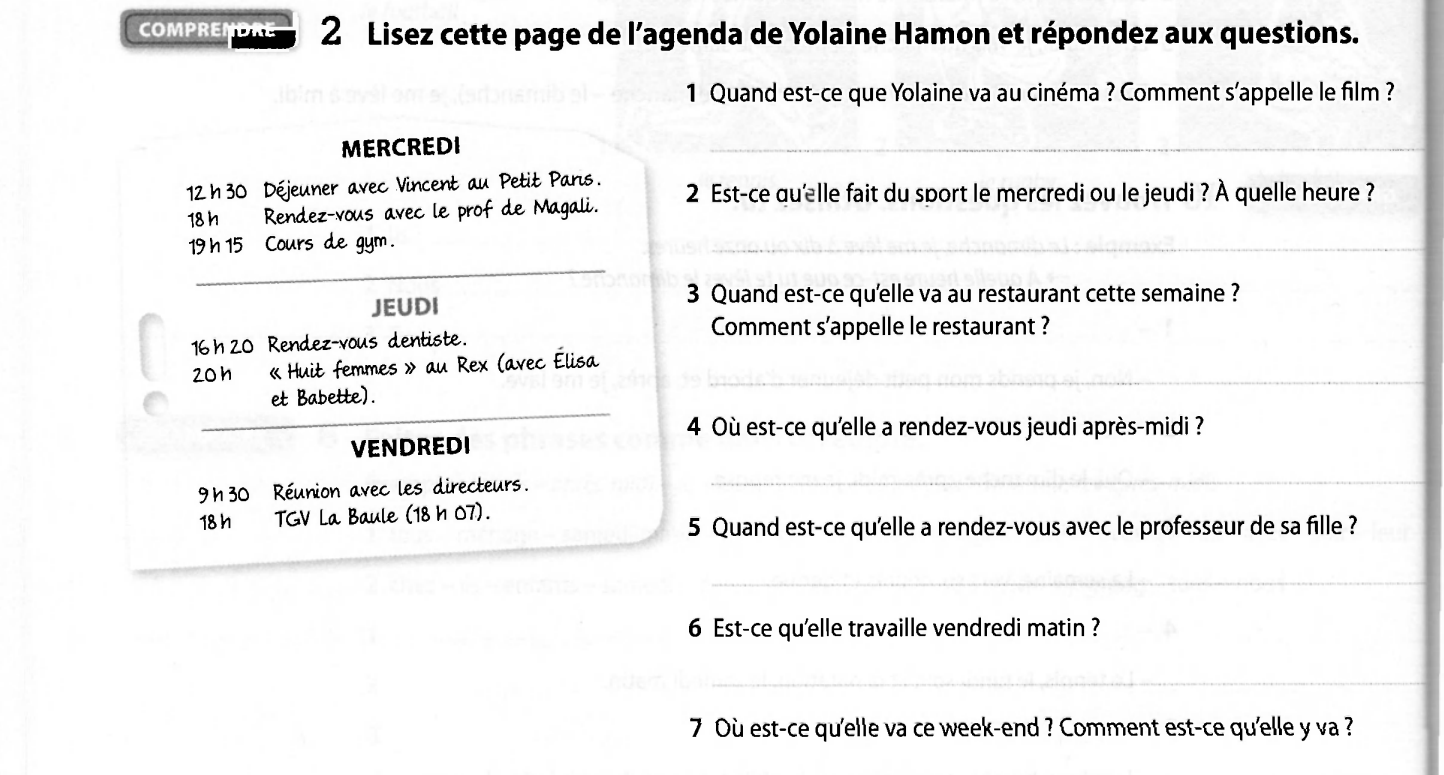 COMPRENDRE 2 Lisez cette page de l'agenda de Yolaine Hamon et répondez aux questions.
MERCREDI
12 h 30 Déjeuner avec Vincent au Petit Paris.
18 h Rendez-vous avec le prof de Magali.
19 h 15 Cours de gym.
JEUDI
16 h 20 Rendez-vous dentiste.
20 h « Huit femmes » au Rex (avec Élisa
et Babette).
VENDREDI
9 h 30 Réunion avec les directeurs.
18 h TGV La Baule (18 h 07).
1 Quand est-ce que Yolaine va au cinéma ? Comment s'appelle le film ?
2 Est-ce qu'elle fait du sport le mercredi ou le jeudi ? À quelle heure ?
3 Quand est-ce qu'elle va au restaurant cette semaine ?
Comment s'appelle le restaurant ?
4 Où est-ce qu'elle a rendez-vous jeudi après-midi ?
5 Quand est-ce qu'elle a rendez-vous avec le professeur de sa fille ?
6 Est-ce qu'elle travaille vendredi matin ?
7 Où est-ce qu'elle va ce week-end ? Comment est-ce qu'elle y va ?